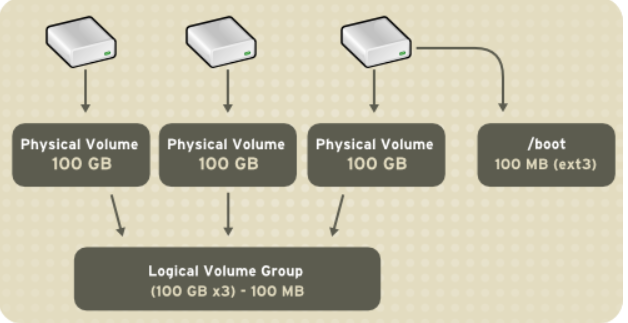 Physical Volume
100 GB
Physical Volume
100 GB
Physical Volume
100 GB
/boot
100 MB (ext3)
Logical Volume Group
(100 GB x3) - 100 MB